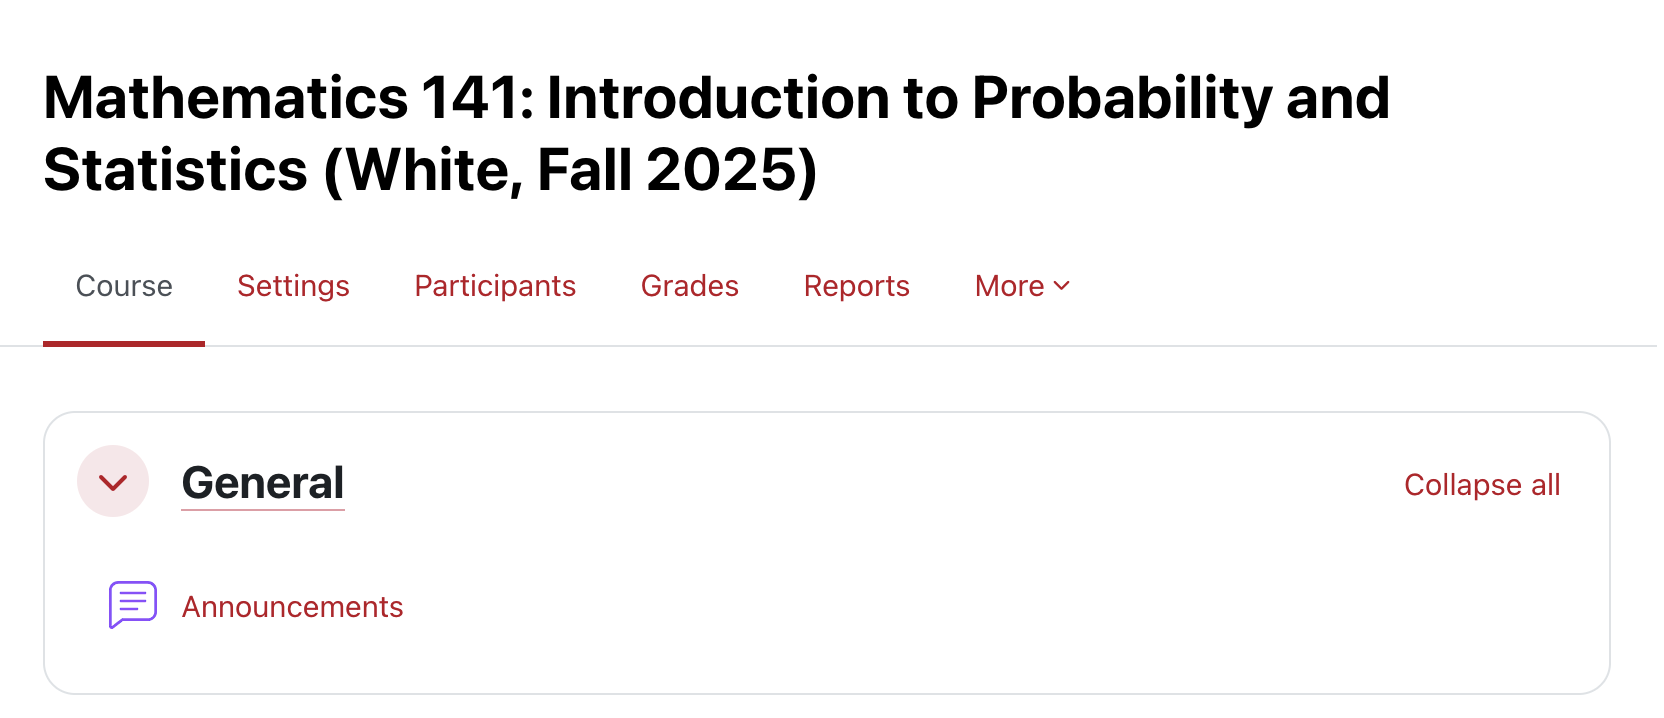 Mathematics 141: Introduction to Probability and
Statistics (White, Fall 2025)
Course Settings Participants Grades Reports More
General Collapse all
Announcements